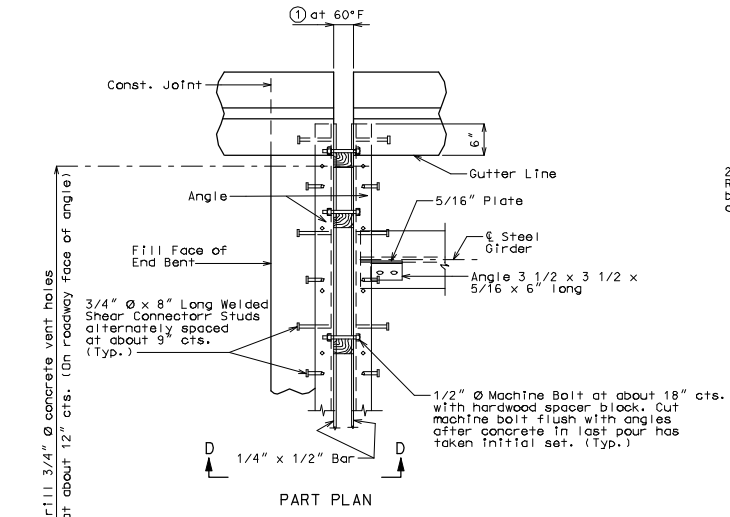 ① at 60°F
Const. Joint
6"
Gutter Line
Angle
5/16" Plate
℄ Steel
Girder
Fill Face of
End Bent
Angle 3 1/2 x 3 1/2 x
5/16 x 6" long
3/4" Ø x 8" Long Welded
Shear Connectorr Studs
alternately spaced
at about 9" cts.
(Typ.)
1/2" Ø Machine Bolt at about 18" cts.
with hardwood spacer block. Cut
machine bolt flush with angles
after concrete in last pour has
taken initial set. (Typ.)
rill 3/4" Ø concrete vent holes
at about 12" cts. (On roadway face of angle)
D D
1/4" x 1/2" Bar
PART PLAN
2
R
b
c